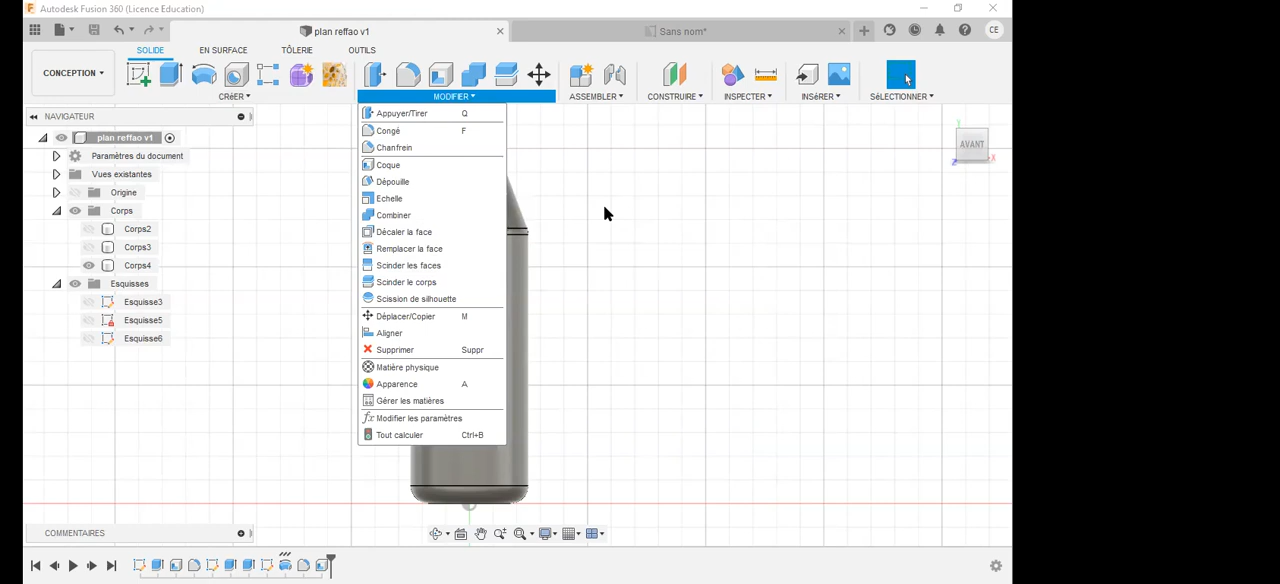 Autodesk Fusion 360 (Licence Education)
plan reffao v1
Sans nom*
CE
SOLIDE EN SURFACE TÔLERIE OUTILS
CONCEPTION
CRÉER MODIFIER ASSEMBLER CONSTRUIRE INSPECTER INSÉRER SÉLECTIONNER
NAVIGATEUR
plan reffao v1
Paramètres du document
Vues existantes
Origine
Corps
Corps2
Corps3
Corps4
Esquisses
Esquisse3
Esquisse5
Esquisse6
Appuyer/Tirer Q
Congé F
Chanfrein
Coque
Dépouille
Echelle
Combiner
Décaler la face
Remplacer la face
Scinder les faces
Scinder le corps
Scission de silhouette
Déplacer/Copier M
Aligner
Supprimer Suppr
Matière physique
Apparence A
Gérer les matières
fx Modifier les paramètres
Tout calculer Ctrl+B
Y
AVANT
Z X
COMMENTAIRES